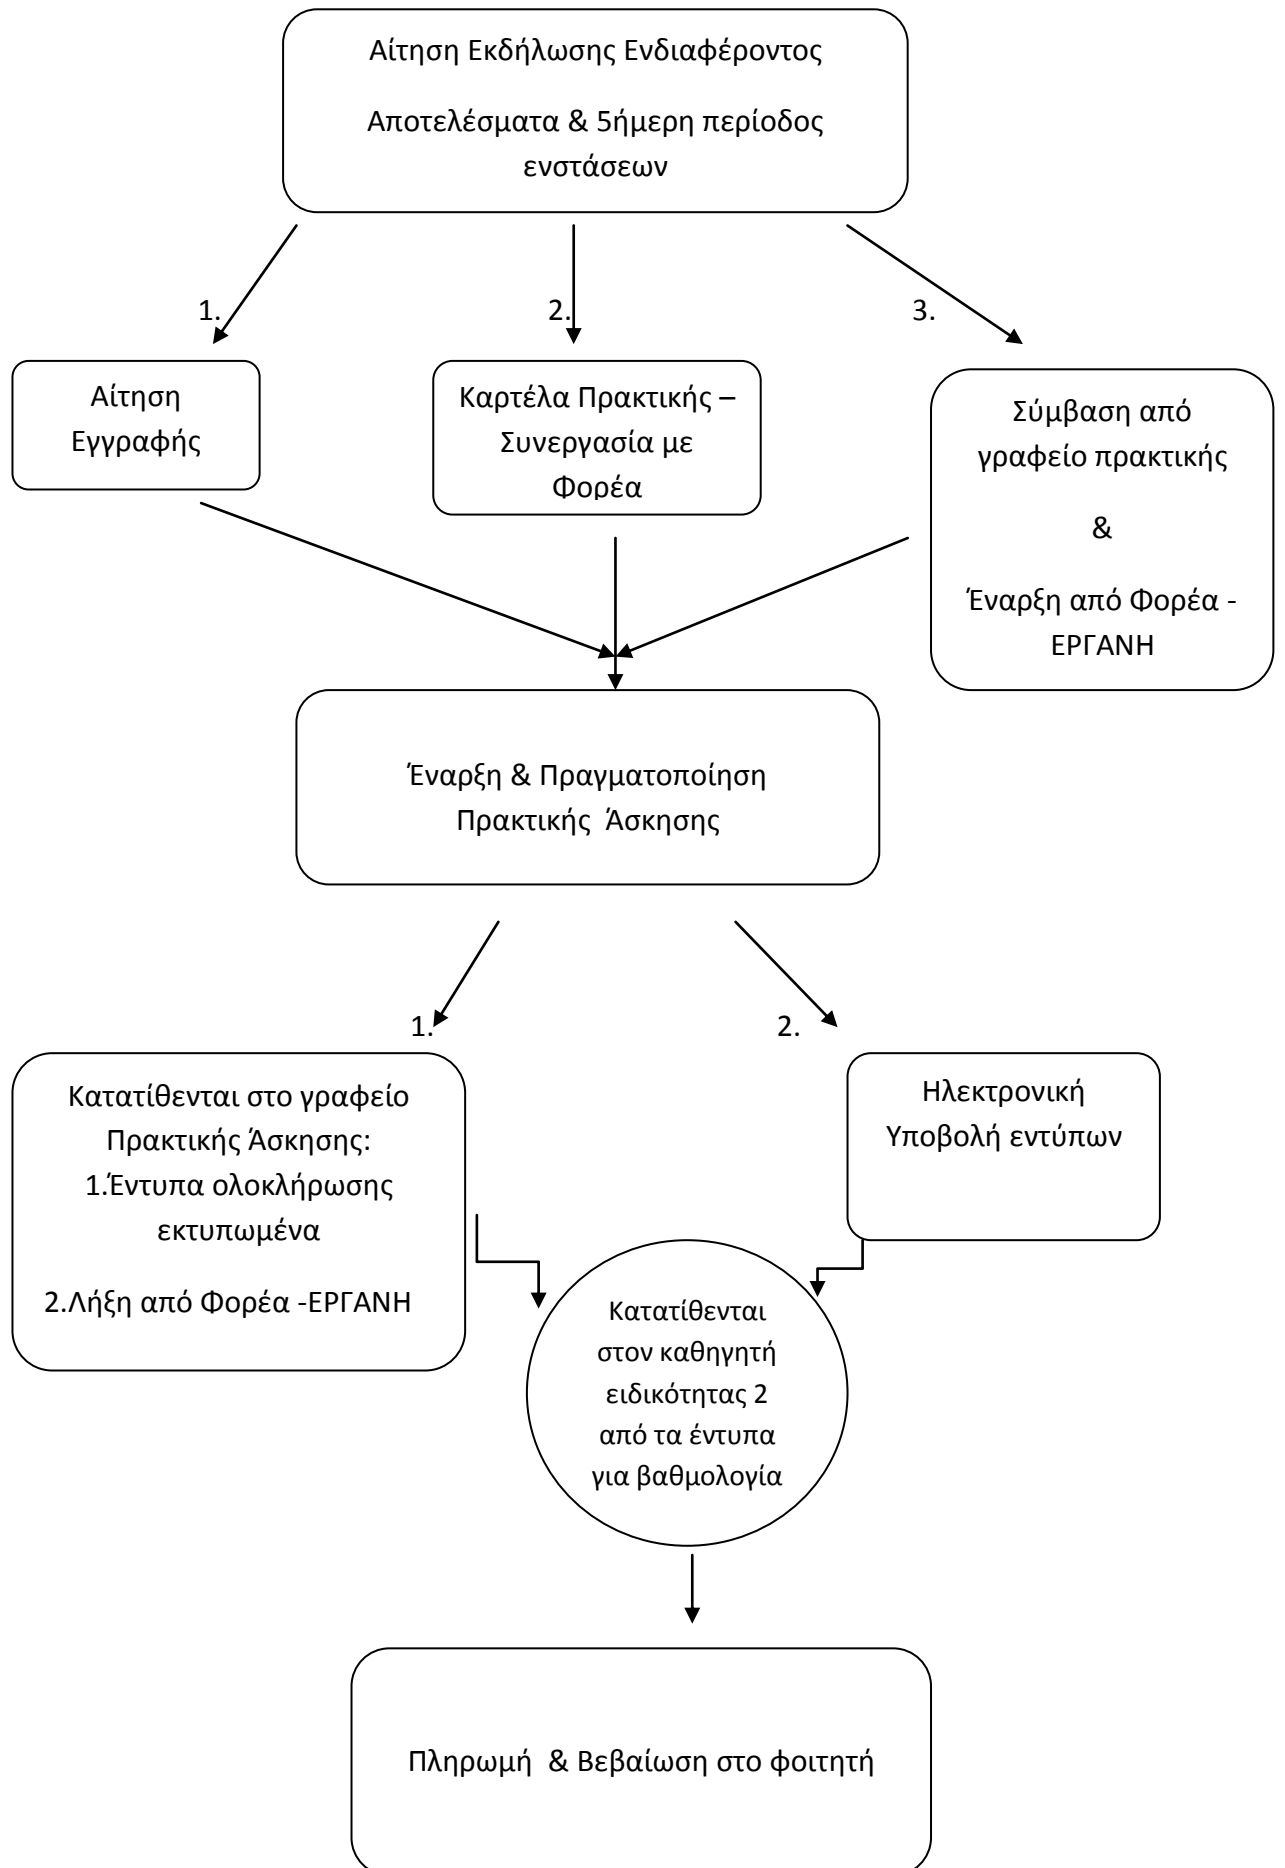 Αίτηση Εκδήλωσης Ενδιαφέροντος
Αποτελέσματα & 5ήμερη περίοδος
ενστάσεων
1.
2.
3.
Αίτηση
Εγγραφής
Καρτέλα Πρακτικής –
Συνεργασία με
Φορέα
Σύμβαση από
γραφείο πρακτικής
&
Έναρξη από Φορέα -
ΕΡΓΑΝΗ
Έναρξη & Πραγματοποίηση
Πρακτικής Άσκησης
1.
2.
Κατατίθενται στο γραφείο
Πρακτικής Άσκησης:
1.Έντυπα ολοκλήρωσης
εκτυπωμένα
2.Λήξη από Φορέα -ΕΡΓΑΝΗ
Ηλεκτρονική
Υποβολή εντύπων
Κατατίθενται
στον καθηγητή
ειδικότητας 2
από τα έντυπα
για βαθμολογία
Πληρωμή & Βεβαίωση στο φοιτητή